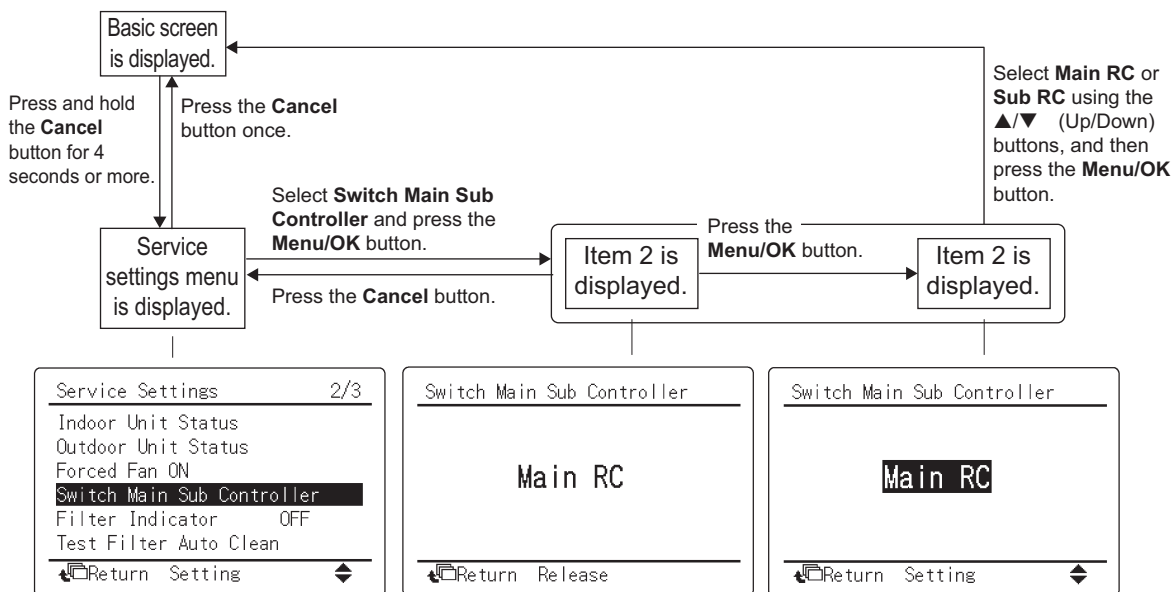 Basic screen
is displayed.
Press and hold
the Cancel
button for 4
seconds or more.
Press the Cancel
button once.
Select Main RC or
Sub RC using the
▲/▼ (Up/Down)
buttons, and then
press the Menu/OK
button.
Service
settings menu
is displayed.
Select Switch Main Sub
Controller and press the
Menu/OK button.
Press the Cancel button.
Item 2 is
displayed.
Press the
Menu/OK button.
Item 2 is
displayed.
Service Settings 2/3
Indoor Unit Status
Outdoor Unit Status
Forced Fan ON
Switch Main Sub Controller
Filter Indicator OFF
Test Filter Auto Clean
Return Setting
Switch Main Sub Controller
Main RC
Return Release
Switch Main Sub Controller
Main RC
Return Setting